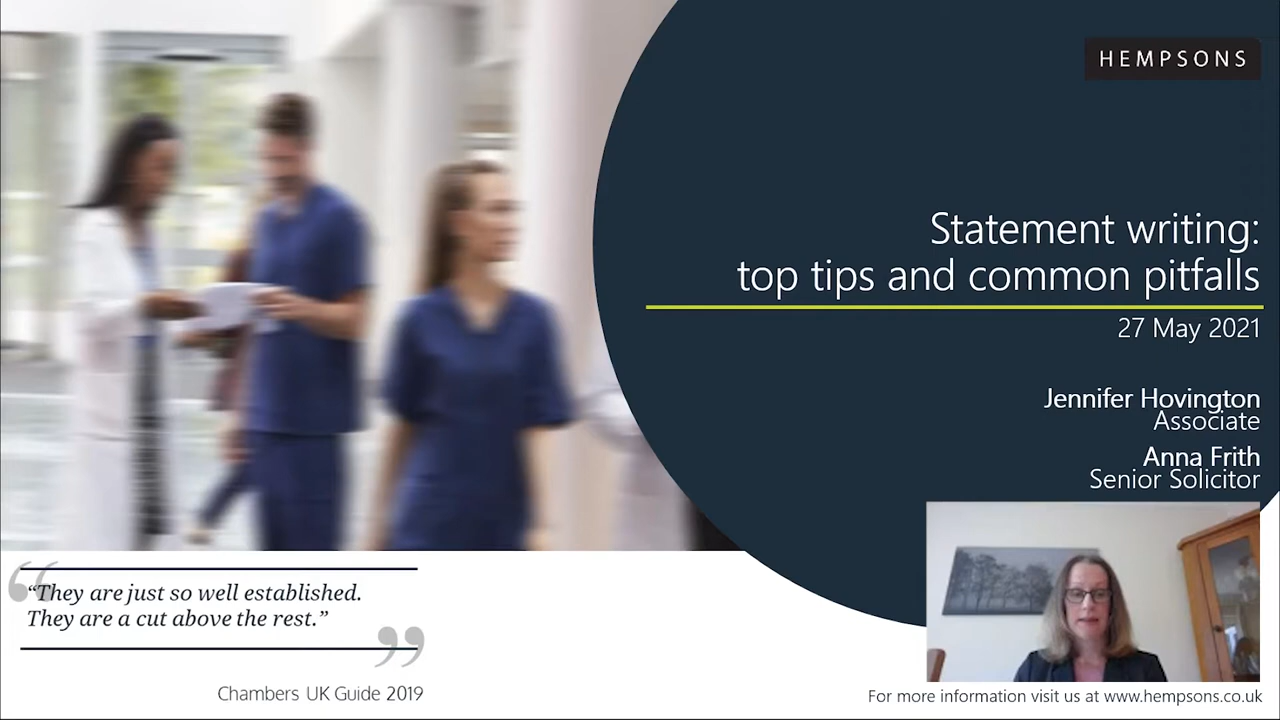 HEMPSONS
Statement writing:
top tips and common pitfalls
27 May 2021
Jennifer Hovington
Associate
Anna Frith
Senior Solicitor
“They are just so well established.
They are a cut above the rest.”
Chambers UK Guide 2019
For more information visit us at www.hempsons.co.uk